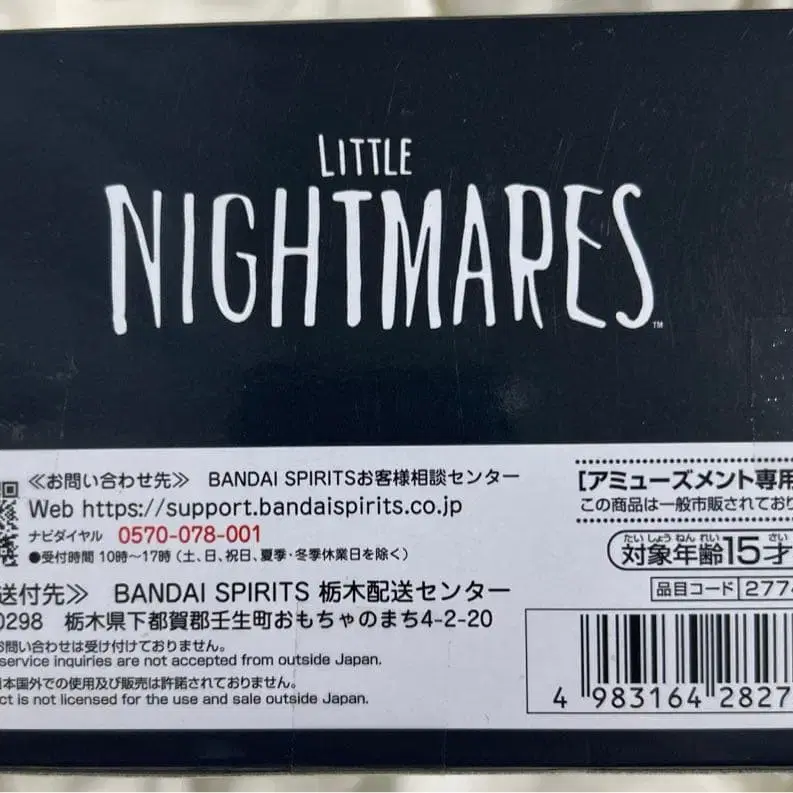 LITTLE
NIGHTMARES™
≪お問い合わせ先≫ BANDAI SPIRITSお客様相談センター
Web https://support.bandaispirits.co.jp
ナビダイヤル 0570-078-001
●受付時間 10時～17時(土、日、祝日、夏季・冬季休業日を除く)
送付先≫ BANDAI SPIRITS 栃木配送センター
0298 栃木県下都賀郡壬生町おもちゃのまち4-2-20
お問い合わせは受け付けておりません。
service inquiries are not accepted from outside Japan.
日本国外での使用及び販売は許諾されておりません。
ct is not licensed for the use and sale outside Japan.
[アミューズメント専用
この商品は一般市販されており
たいしょうねんれい さい
対象年齢15才
品目コード 277
4 983164 2827